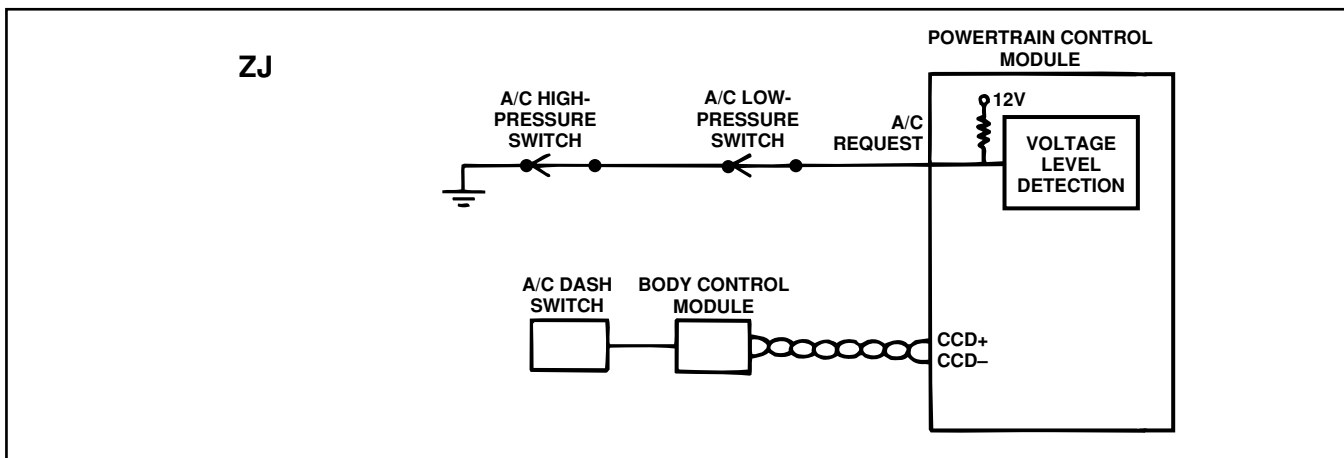 ZJ
POWERTRAIN CONTROL
MODULE
A/C HIGH-
PRESSURE
SWITCH
A/C LOW-
PRESSURE
SWITCH
A/C
REQUEST
12V
VOLTAGE
LEVEL
DETECTION
A/C DASH
SWITCH
BODY CONTROL
MODULE
CCD+
CCD–